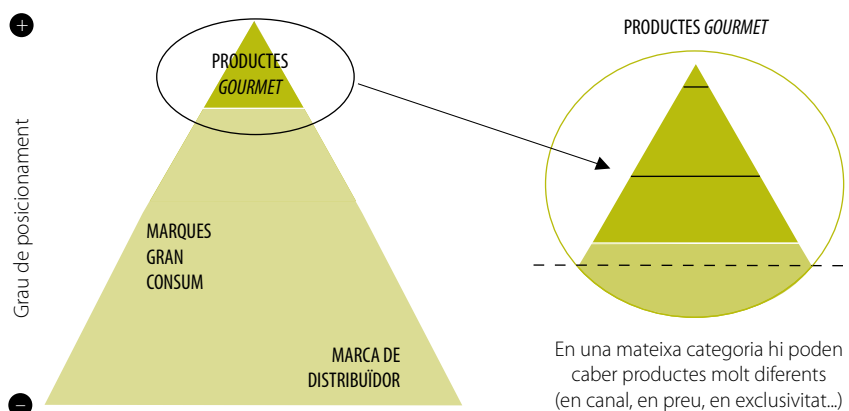 +
PRODUCTES
GOURMET
Grau de posicionament
MARQUES
GRAN
CONSUM
MARCA DE
DISTRIBUÏDOR
–
PRODUCTES GOURMET
En una mateixa categoria hi poden
caber productes molt diferents
(en canal, en preu, en exclusivitat...)